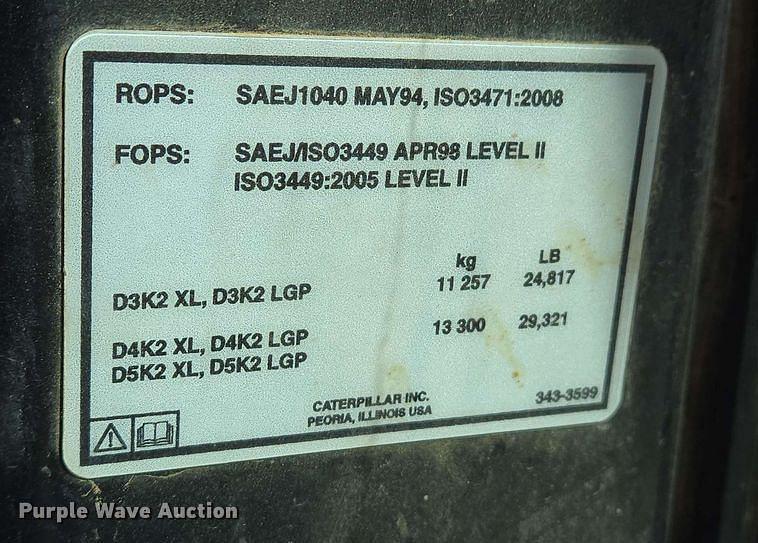 ROPS: SAEJ1040 MAY94, ISO3471:2008
FOPS: SAEJ/ISO3449 APR98 LEVEL II
ISO3449:2005 LEVEL II
kg LB
D3K2 XL, D3K2 LGP 11 257 24,817
D4K2 XL, D4K2 LGP 13 300 29,321
D5K2 XL, D5K2 LGP
CATERPILLAR INC.
PEORIA, ILLINOIS USA
343-3599
Purple Wave Auction